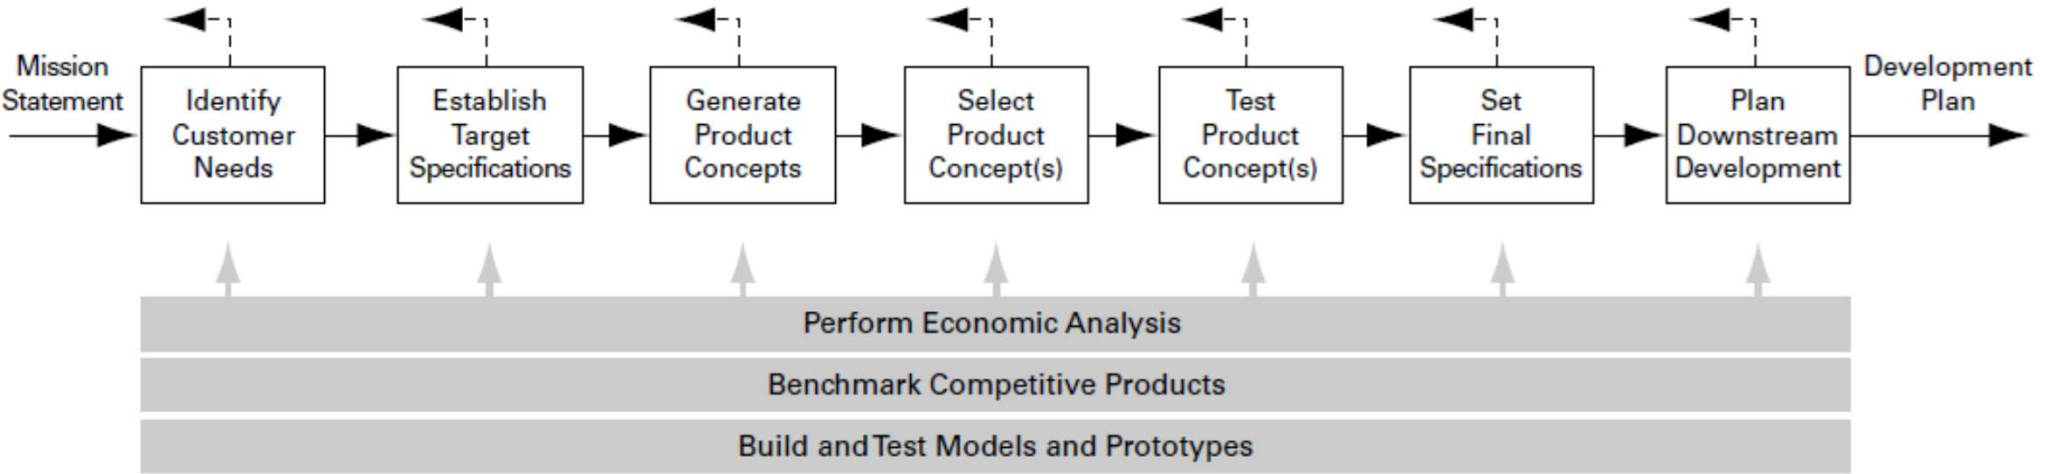 Mission
Statement
Identify
Customer
Needs
Establish
Target
Specifications
Generate
Product
Concepts
Select
Product
Concept(s)
Test
Product
Concept(s)
Set
Final
Specifications
Plan
Downstream
Development
Development
Plan
Perform Economic Analysis
Benchmark Competitive Products
Build and Test Models and Prototypes